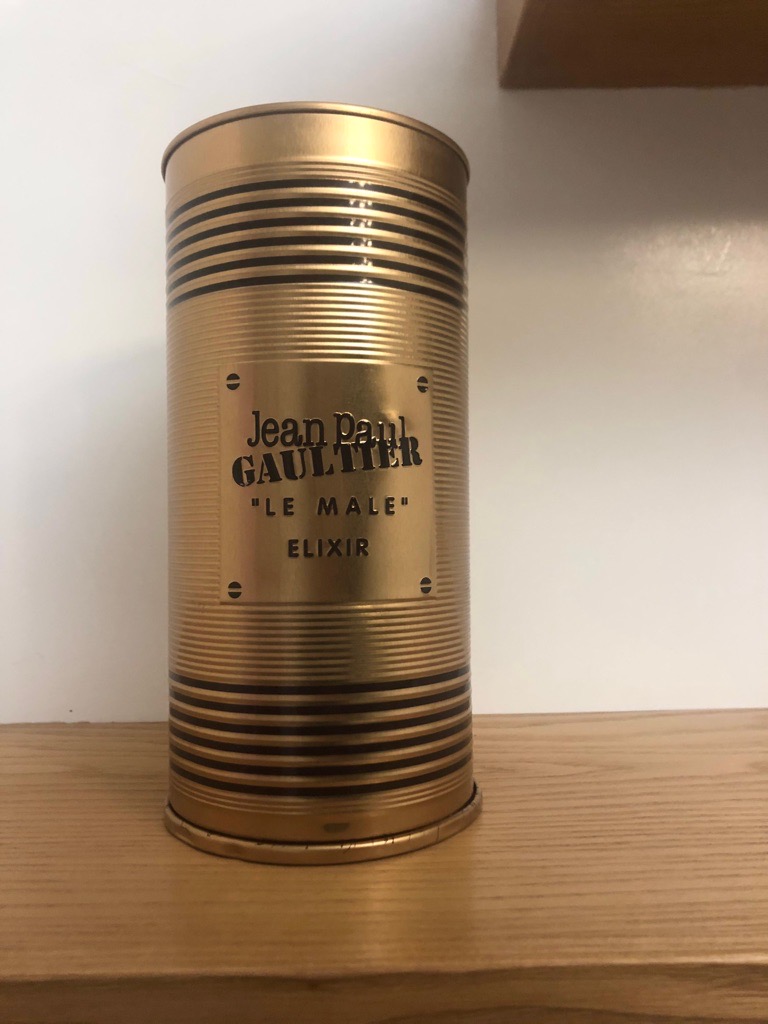 Jean Paul
GAULTIER
"LE MALE"
ELIXIR